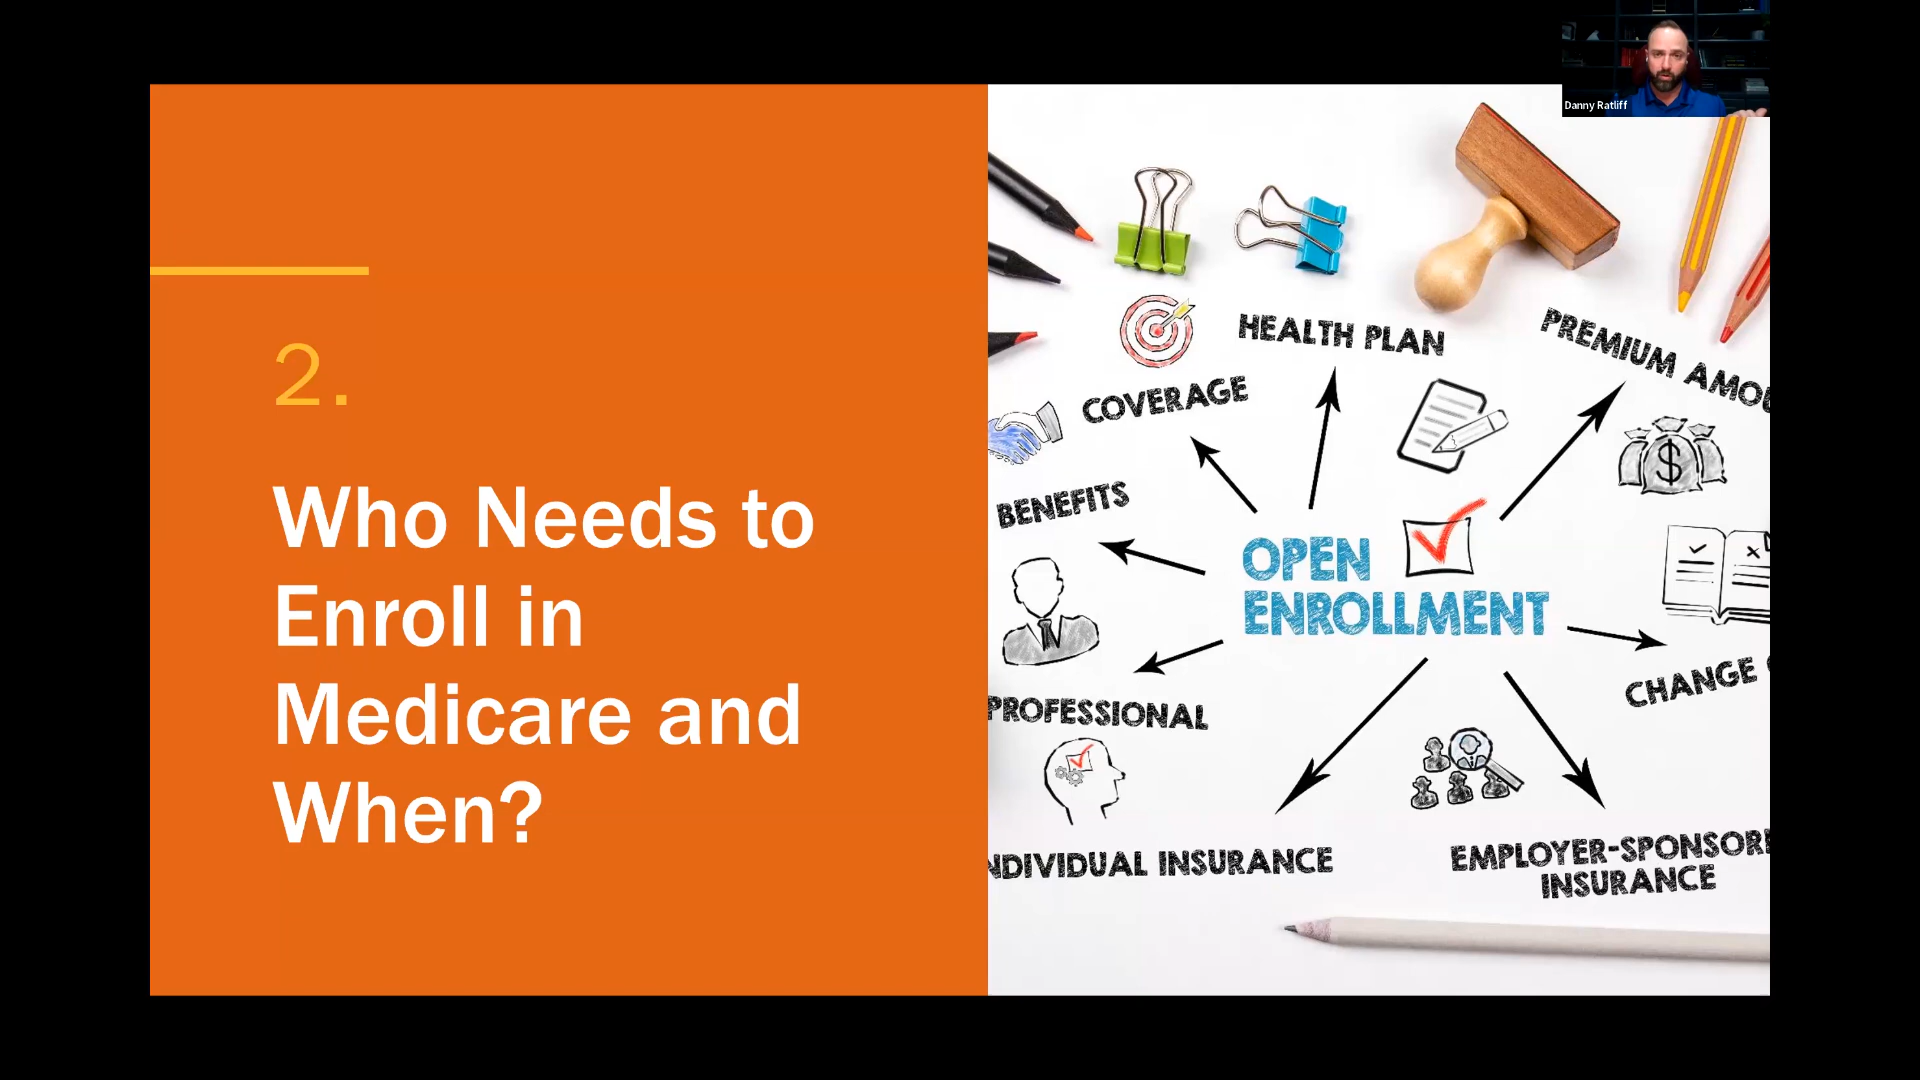 Danny Ratliff
2.
Who Needs to
Enroll in
Medicare and
When?
HEALTH PLAN
PREMIUM AMOU
COVERAGE
BENEFITS
OPEN
ENROLLMENT
CHANGE
PROFESSIONAL
NDIVIDUAL INSURANCE
EMPLOYER-SPONSOR
INSURANCE